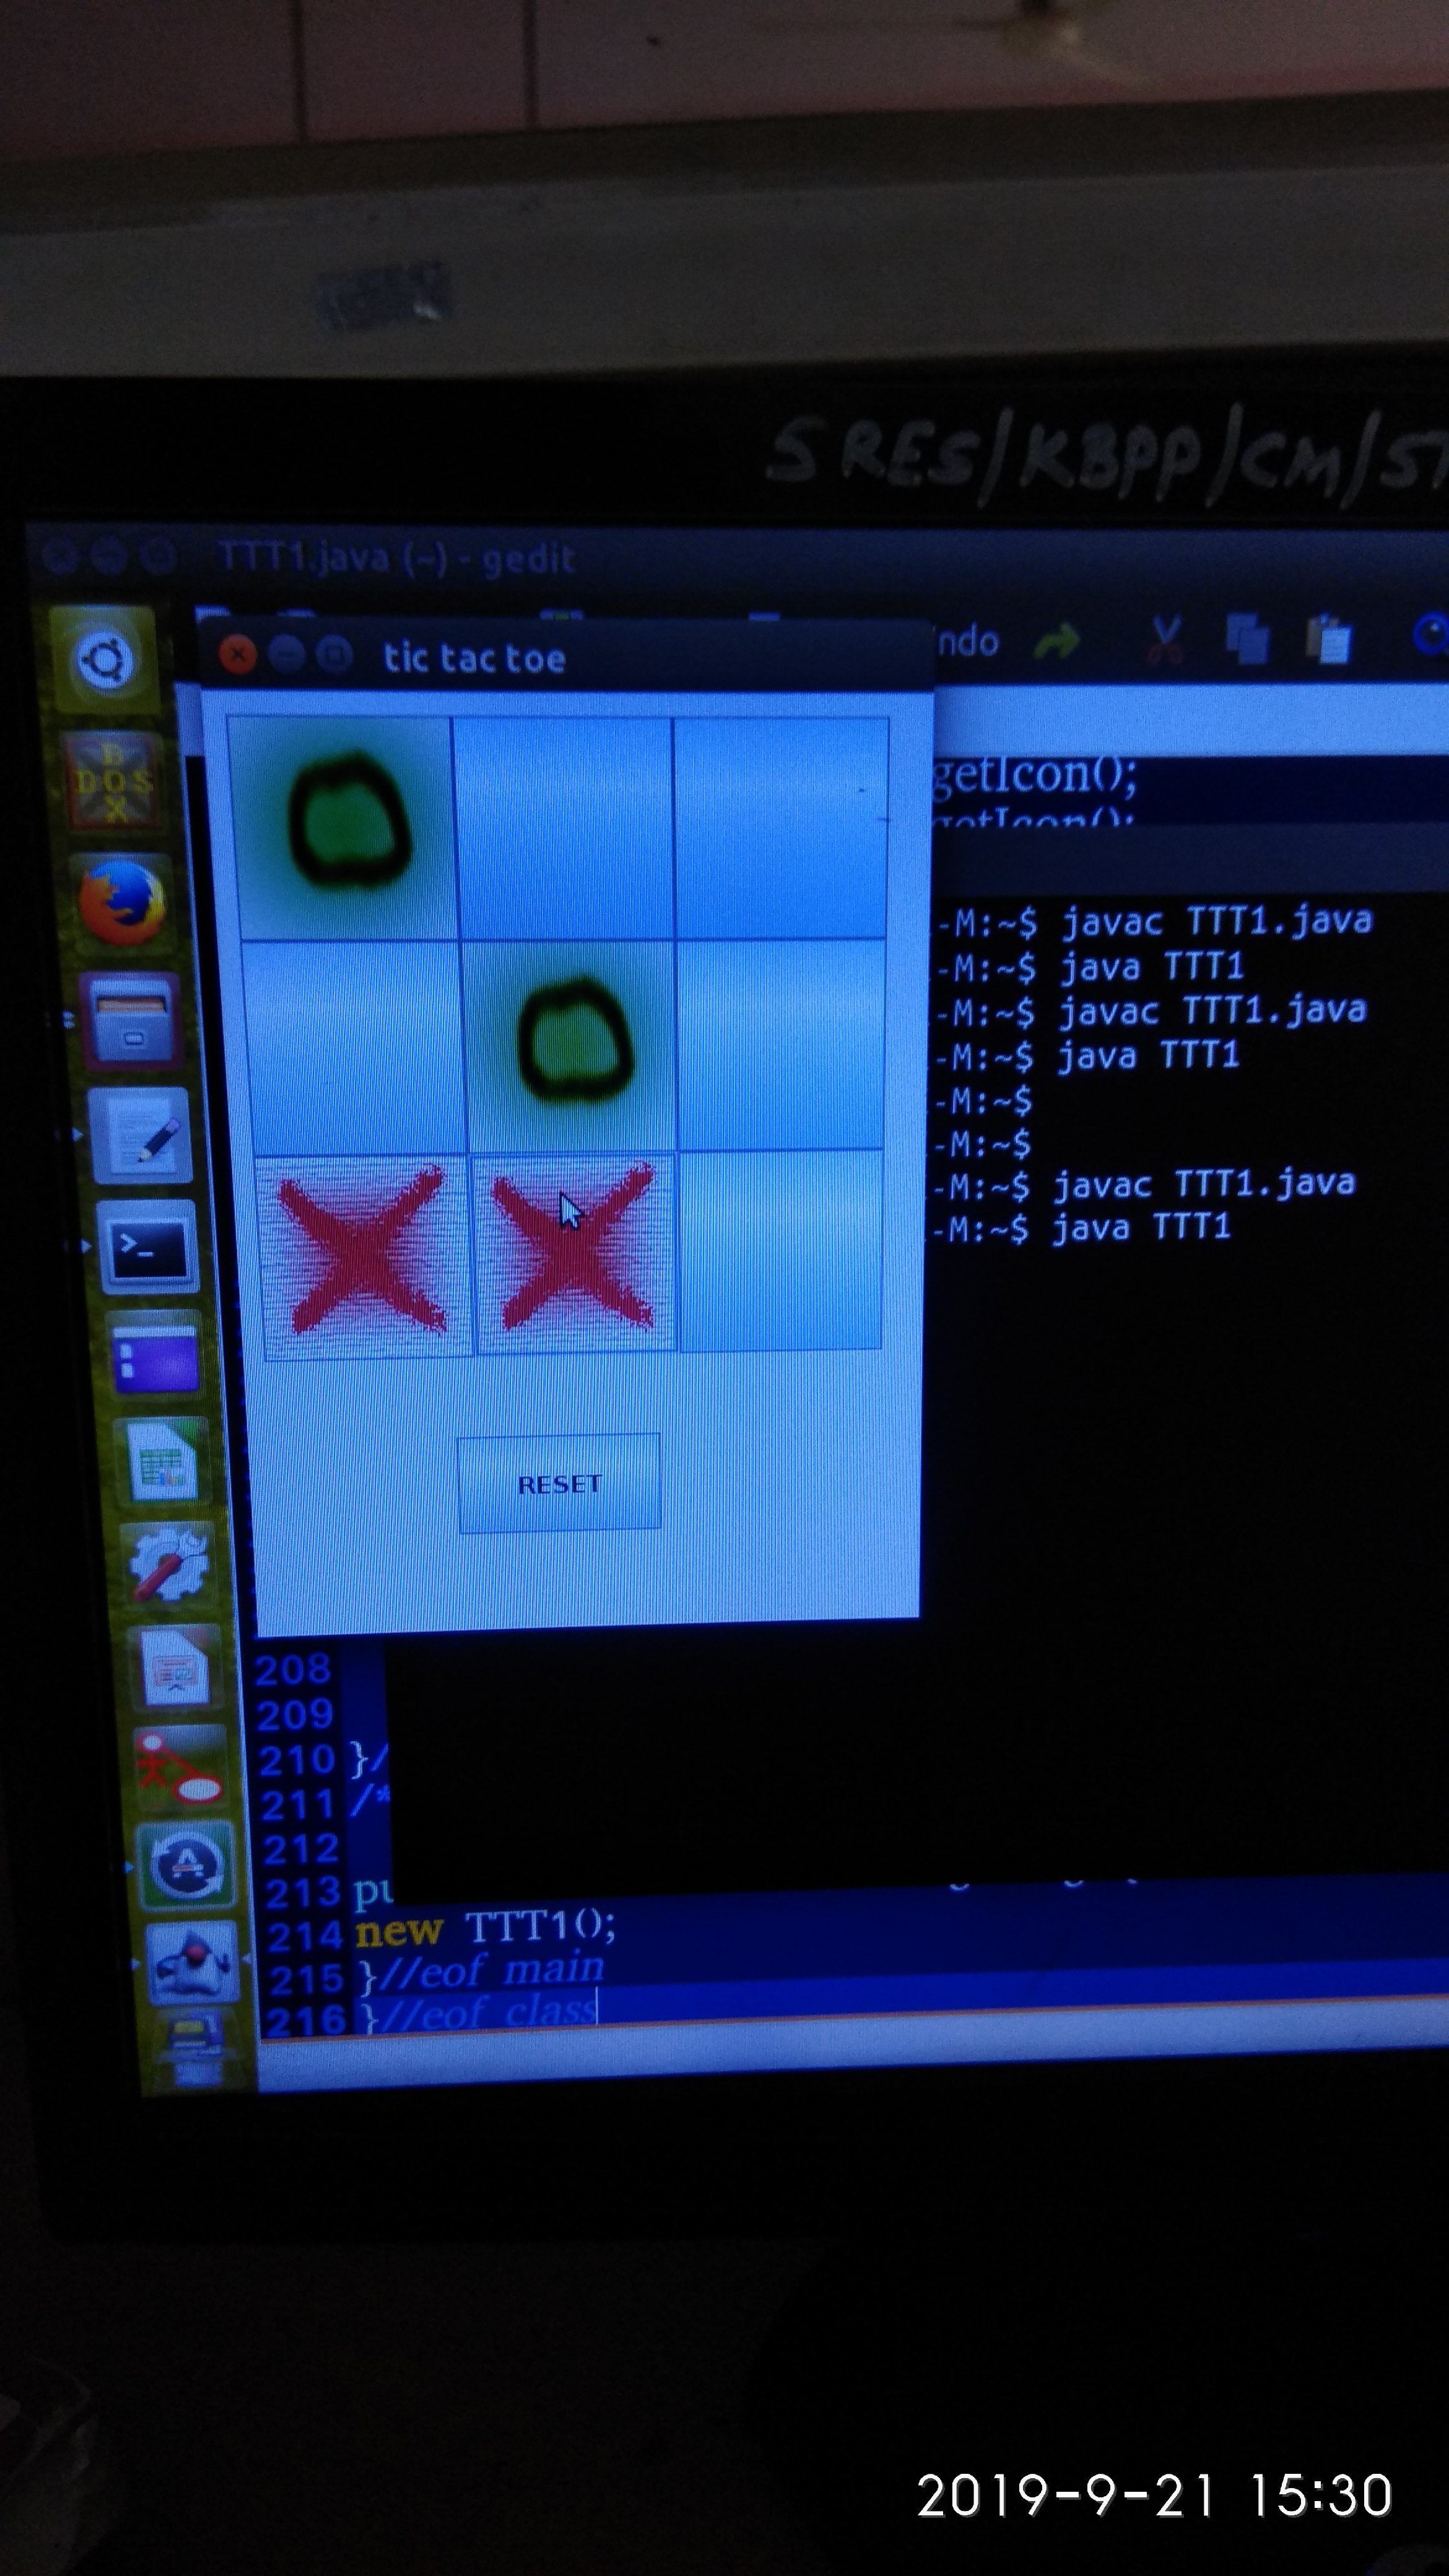 SRES/KBPP/CM/
TTT1.java (~) - gedit
tic tac toe
ndo
getIcon();
getIcon();
-M:~$ javac TTT1.java
-M:~$ java TTT1
-M:~$ javac TTT1.java
-M:~$ java TTT1
-M:~$
-M:~$
-M:~$ javac TTT1.java
-M:~$ java TTT1
DOS
RESET
208
209
210 }/
211 /*
212
213 pu
214 new TTT1();
215 }//eof main
216 }//eof class
2019-9-21 15:30